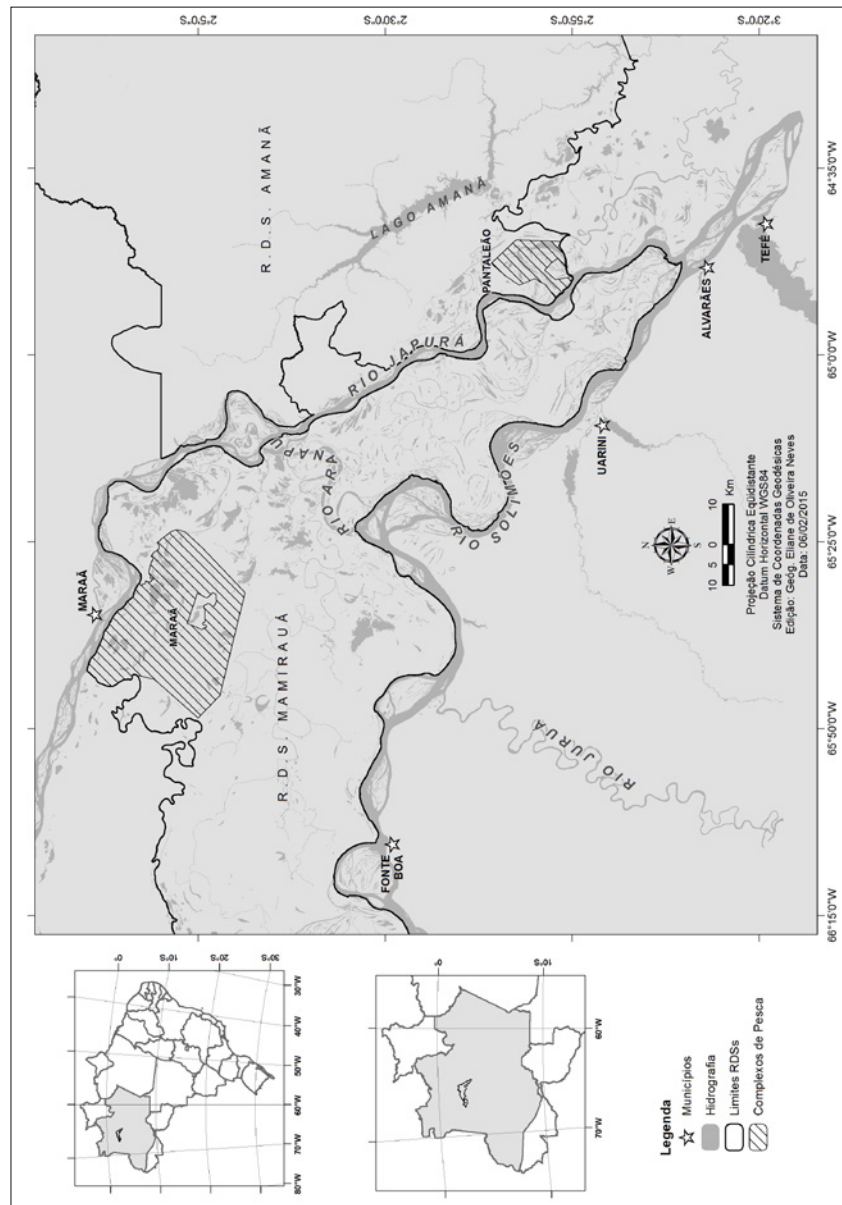 80°W
70°W
60°W
50°W
40°W
30°W
0°
10°S
20°S
30°S
70°W
60°W
0°
10°S
Legenda
Municípios
Hidrografia
Limites RDSs
Complexos de Pesca
66°15'0"W
65°50'0"W
65°25'0"W
65°0'0"W
64°35'0"W
2°5'0"S
2°30'0"S
2°55'0"S
3°20'0"S
MARAÃ
MARAÃ
R.D.S. MAMIRAUÁ
R.D.S. AMANÃ
LAGO AMANÃ
PANTALEÃO
RIO JAPURÁ
RIO ARANAPU
RIO SOLIMÕES
RIO JURUÁ
FONTE
BOA
UARINI
ALVARÃES
TEFÉ
N
W
E
S
10 5 0 10
Km
Projeção Cilíndrica Eqüidistante
Datum Horizontal WGS84
Sistema de Coordenadas Geodésicas
Edição: Geóg. Eliane de Oliveira Neves
Data: 06/02/2015